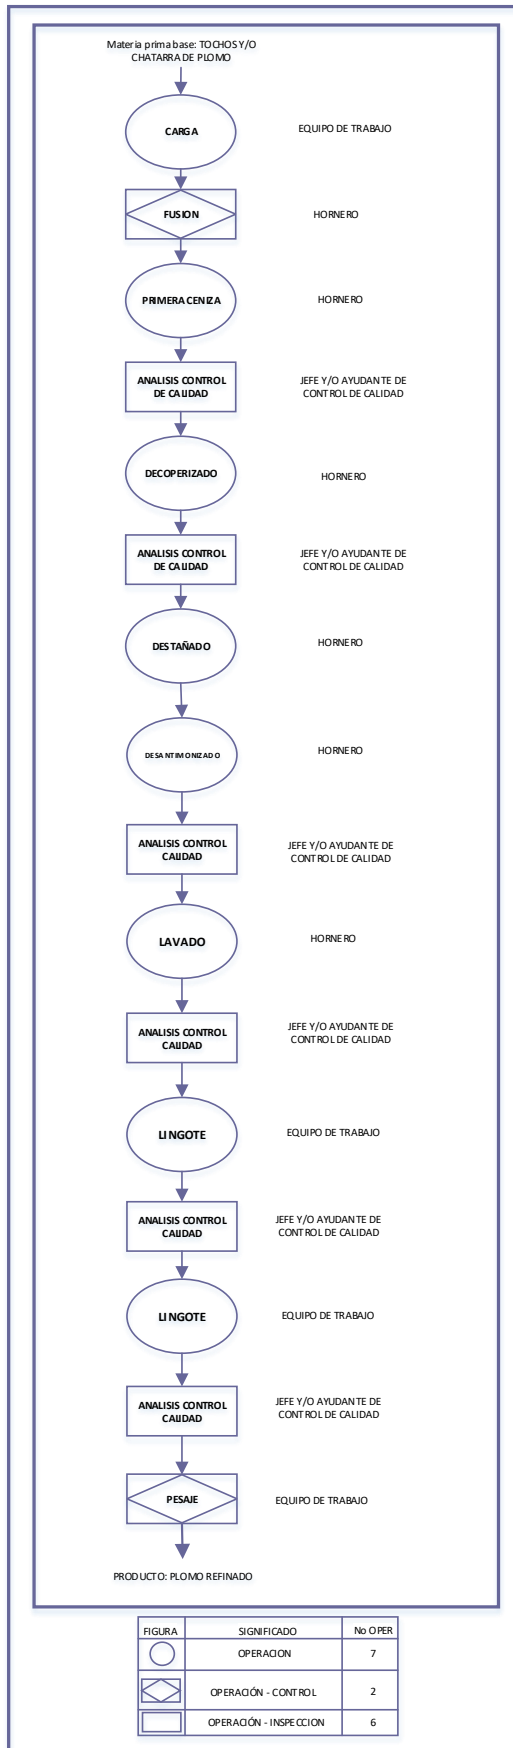 Materia prima base: TOCHOS Y/O
CHATARRA DE PLOMO
CARGA
EQUIPO DE TRABAJO
FUSION
HORNERO
PRIMERA CENIZA
HORNERO
ANALISIS CONTROL
DE CALIDAD
JEFE Y/O AYUDANTE DE
CONTROL DE CALIDAD
DECOPERIZADO
HORNERO
ANALISIS CONTROL
DE CALIDAD
JEFE Y/O AYUDANTE DE
CONTROL DE CALIDAD
DESTAÑADO
HORNERO
DESANTIMONIZADO
HORNERO
ANALISIS CONTROL
CALIDAD
JEFE Y/O AYUDANTE DE
CONTROL DE CALIDAD
LAVADO
HORNERO
ANALISIS CONTROL
CALIDAD
JEFE Y/O AYUDANTE DE
CONTROL DE CALIDAD
LINGOTE
EQUIPO DE TRABAJO
ANALISIS CONTROL
CALIDAD
JEFE Y/O AYUDANTE DE
CONTROL DE CALIDAD
LINGOTE
EQUIPO DE TRABAJO
ANALISIS CONTROL
CALIDAD
JEFE Y/O AYUDANTE DE
CONTROL DE CALIDAD
PESAJE
EQUIPO DE TRABAJO
PRODUCTO: PLOMO REFINADO
FIGURA SIGNIFICADO No OPER
OPERACION 7
OPERACIÓN - CONTROL 2
OPERACIÓN - INSPECCION 6